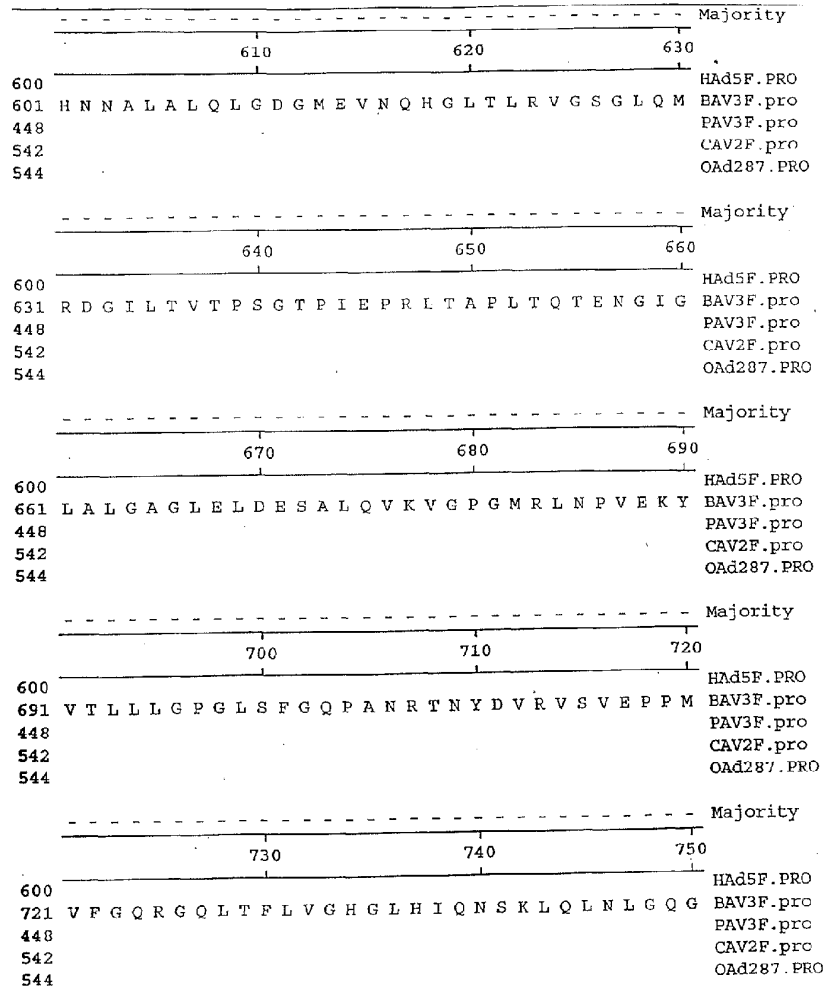 - - - - - - - - - - - - - - - - - - - - - - - - - - - - - - Majority
610 620 630
600 HAd5F.PRO
601 H N N A L A L Q L G D G M E V N Q H G L T L R V G S G L Q M BAV3F.pro
448 PAV3F.pro
542 CAV2F.pro
544 OAd287.PRO
- - - - - - - - - - - - - - - - - - - - - - - - - - - - - - Majority
640 650 660
600 HAd5F.PRO
631 R D G I L T V T P S G T P I E P R L T A P L T Q T E N G I G BAV3F.pro
448 PAV3F.pro
542 CAV2F.pro
544 OAd287.PRO
- - - - - - - - - - - - - - - - - - - - - - - - - - - - - - Majority
670 680 690
600 HAd5F.PRO
661 L A L G A G L E L D E S A L Q V K V G P G M R L N P V E K Y BAV3F.pro
448 PAV3F.pro
542 CAV2F.pro
544 OAd287.PRO
- - - - - - - - - - - - - - - - - - - - - - - - - - - - - - Majority
700 710 720
600 HAd5F.PRO
691 V T L L L G P G L S F G Q P A N R T N Y D V R V S V E P P M BAV3F.pro
448 PAV3F.pro
542 CAV2F.pro
544 OAd287.PRO
- - - - - - - - - - - - - - - - - - - - - - - - - - - - - - Majority
730 740 750
600 HAd5F.PRO
721 V F G Q R G Q L T F L V G H G L H I Q N S K L Q L N L G Q G BAV3F.pro
448 PAV3F.pro
542 CAV2F.pro
544 OAd287.PRO